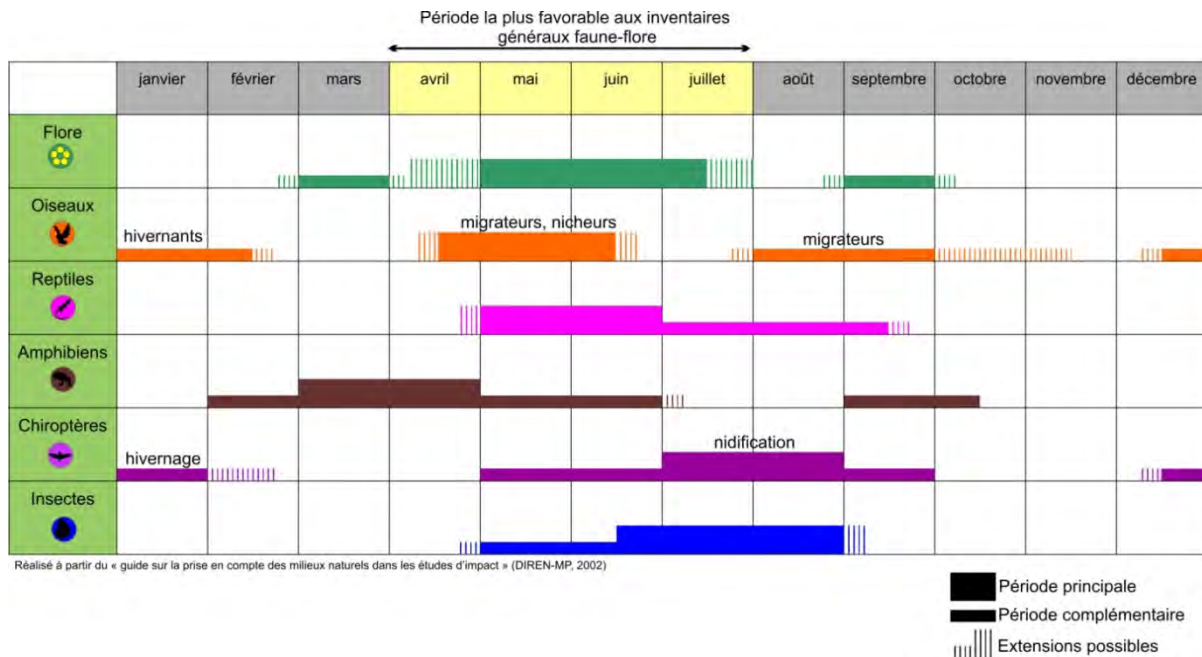 Période la plus favorable aux inventaires
généraux faune-flore
janvier février mars avril mai juin juillet août septembre octobre novembre décembre
Flore
Oiseaux
hivernants
migrateurs, nicheurs
migrateurs
Reptiles
Amphibiens
Chiroptères
hivernage
nidification
Insectes
Réalisé à partir du « guide sur la prise en compte des milieux naturels dans les études d'impact » (DIREN-MP, 2002)
Période principale
Période complémentaire
Extensions possibles